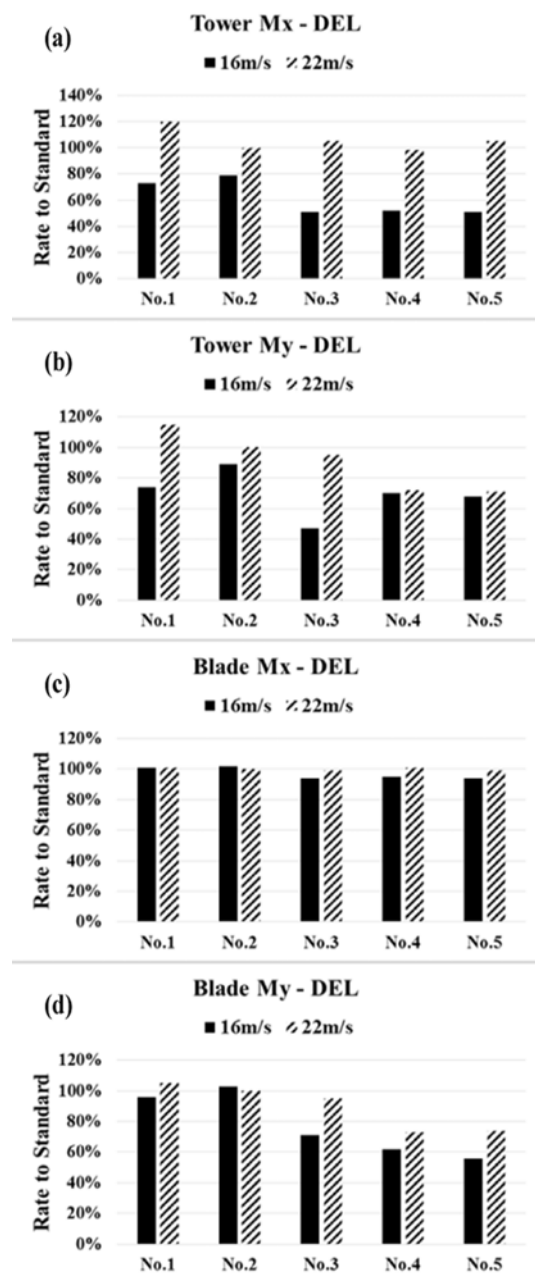 (a)
Tower Mx - DEL
16m/s 22m/s
Rate to Standard
140%
120%
100%
80%
60%
40%
20%
0%
No.1 No.2 No.3 No.4 No.5
(b)
Tower My - DEL
16m/s 22m/s
Rate to Standard
120%
100%
80%
60%
40%
20%
0%
No.1 No.2 No.3 No.4 No.5
(c)
Blade Mx - DEL
16m/s 22m/s
Rate to Standard
120%
100%
80%
60%
40%
20%
0%
No.1 No.2 No.3 No.4 No.5
(d)
Blade My - DEL
16m/s 22m/s
Rate to Standard
120%
100%
80%
60%
40%
20%
0%
No.1 No.2 No.3 No.4 No.5